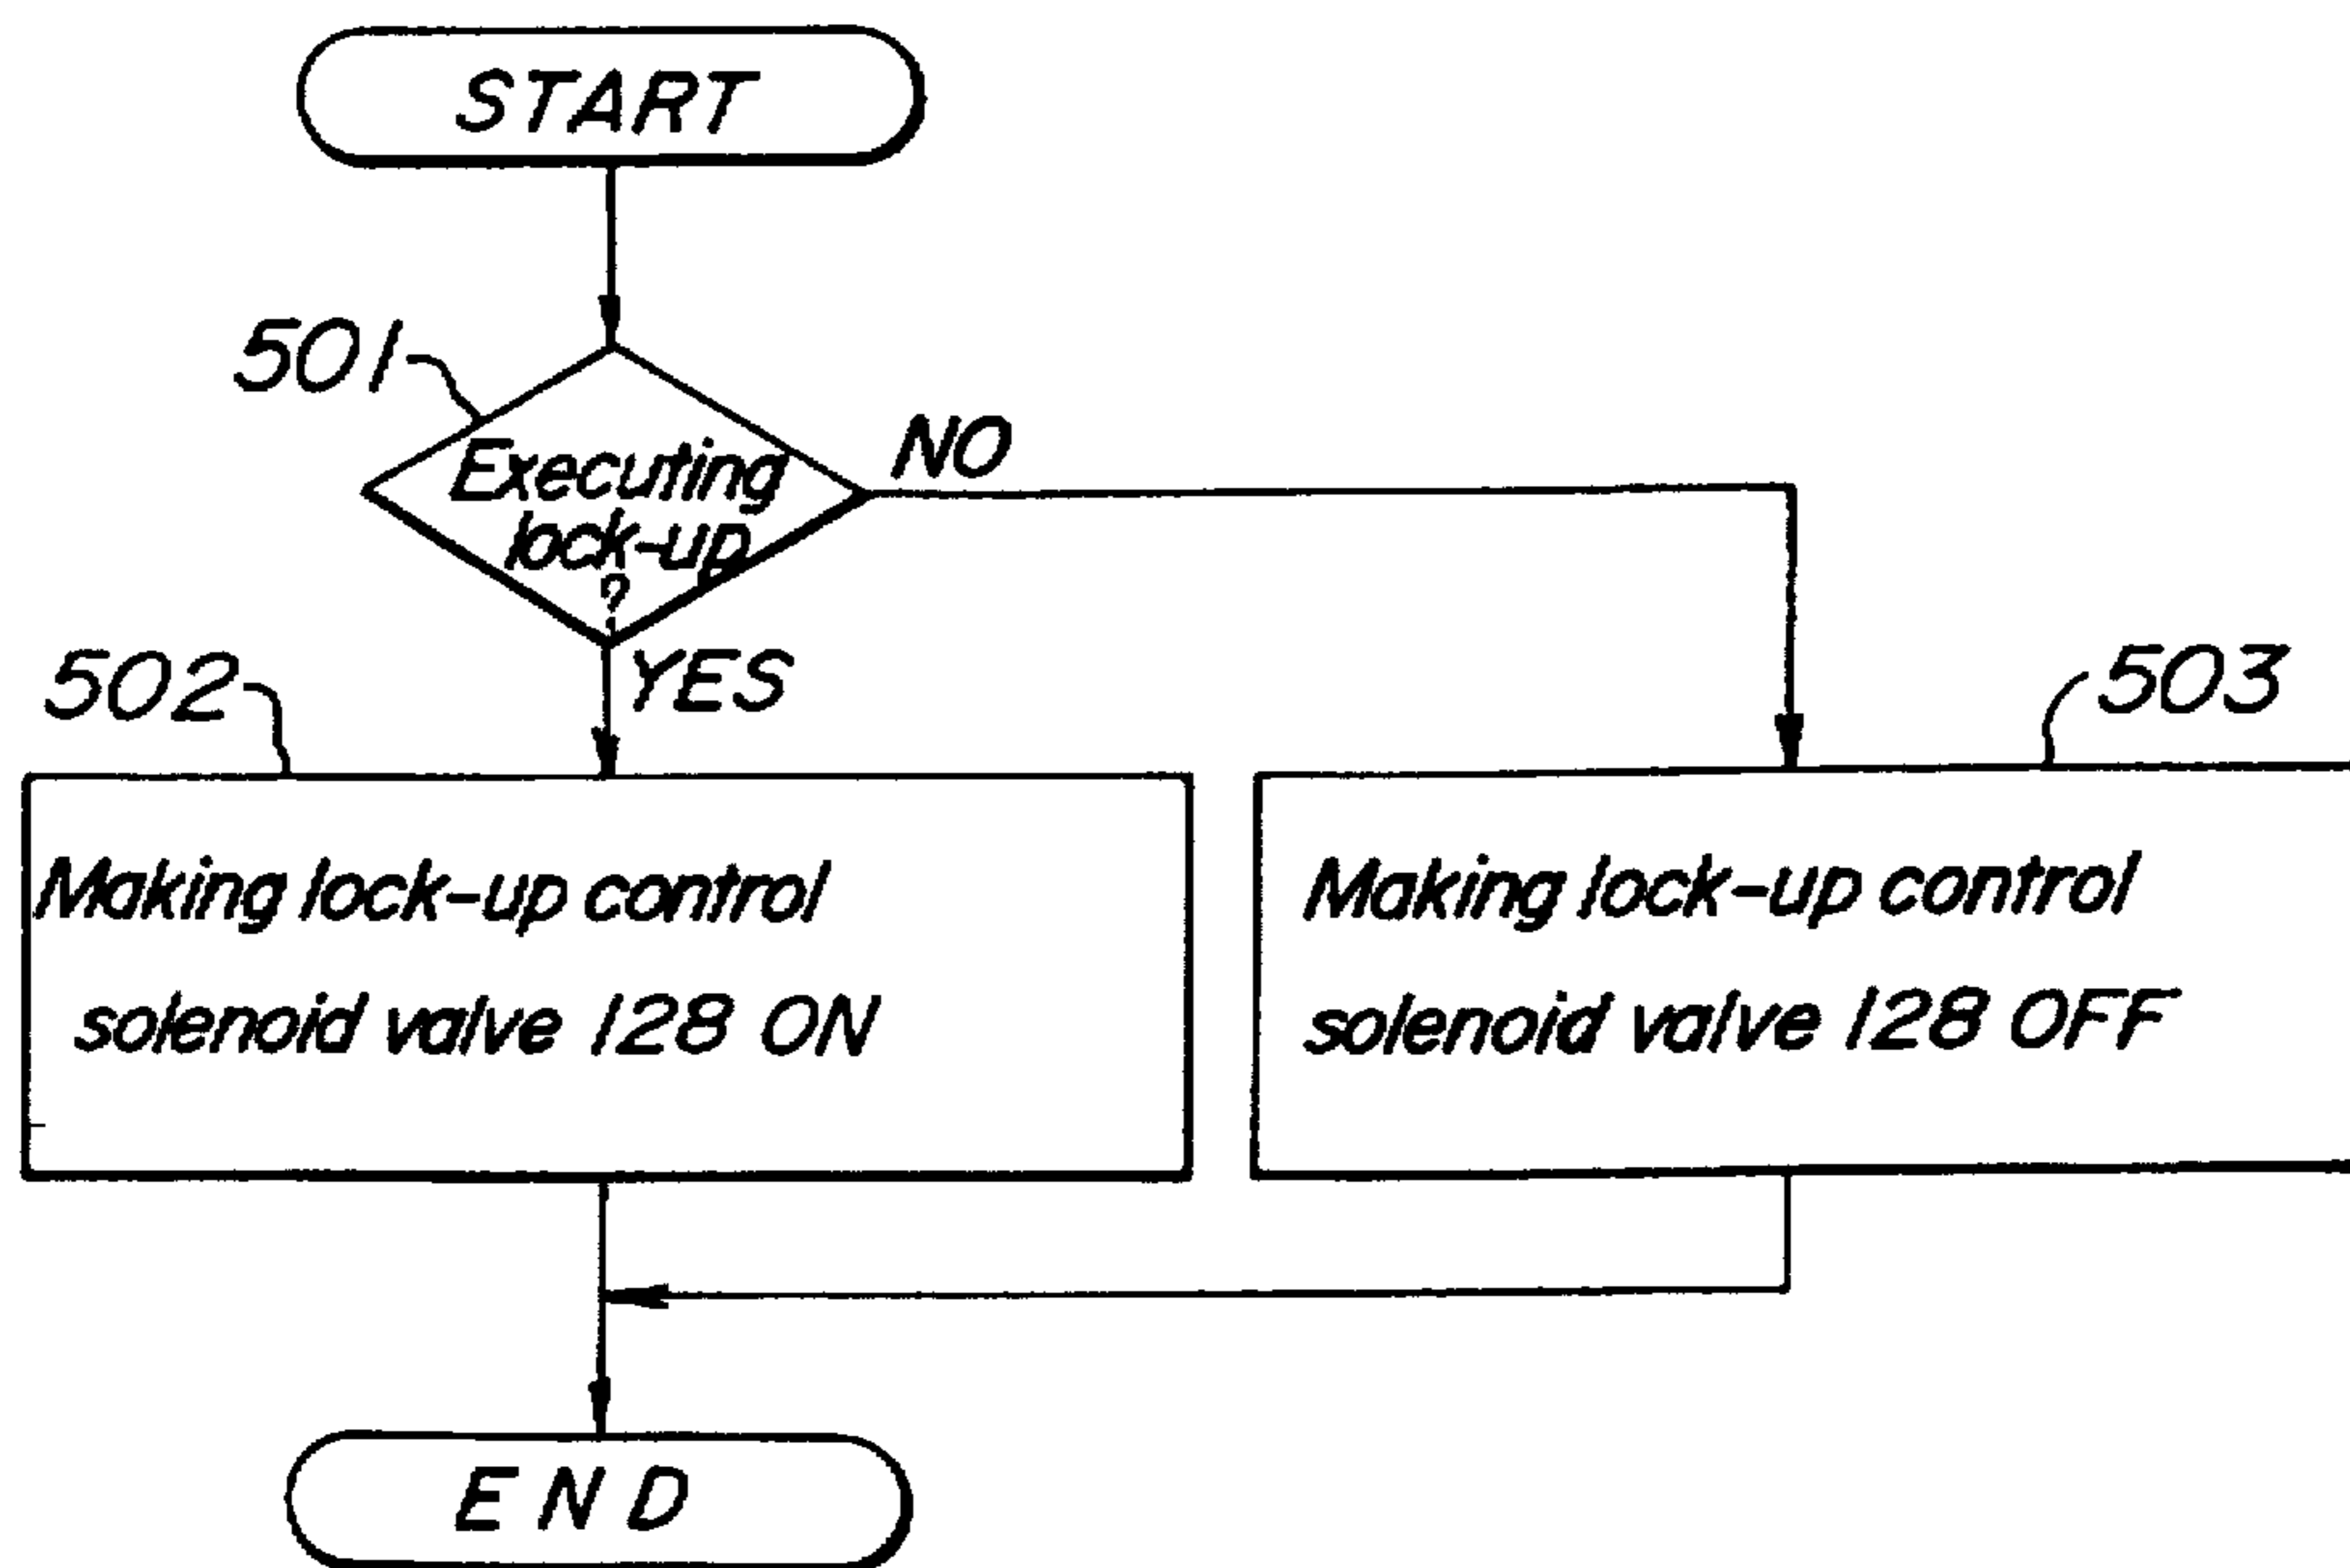 START
501
Executing
lock-up
?
NO
YES
502
503
Making lock-up control
solenoid valve 128 ON
Making lock-up control
solenoid valve 128 OFF
END